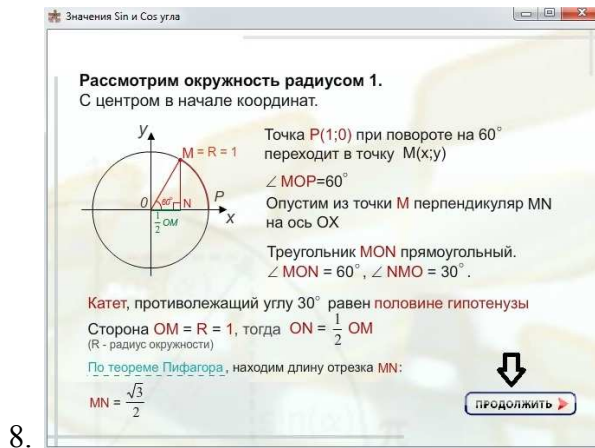 Значения Sin и Cos угла
Рассмотрим окружность радиусом 1.
С центром в начале координат.
y
M = R = 1
0
60°
N
P
x
1/2 ОМ
Точка P(1;0) при повороте на 60°
переходит в точку M(x;y)
∠ MOP=60°
Опустим из точки M перпендикуляр MN
на ось OX
Треугольник MON прямоугольный.
∠ MON = 60°, ∠ NMO = 30°.
Катет, противолежащий углу 30° равен половине гипотенузы
Сторона OM = R = 1, тогда ON = 1/2 OM
(R - радиус окружности)
По теореме Пифагора, находим длину отрезка MN:
MN = √3/2
ПРОДОЛЖИТЬ
8.